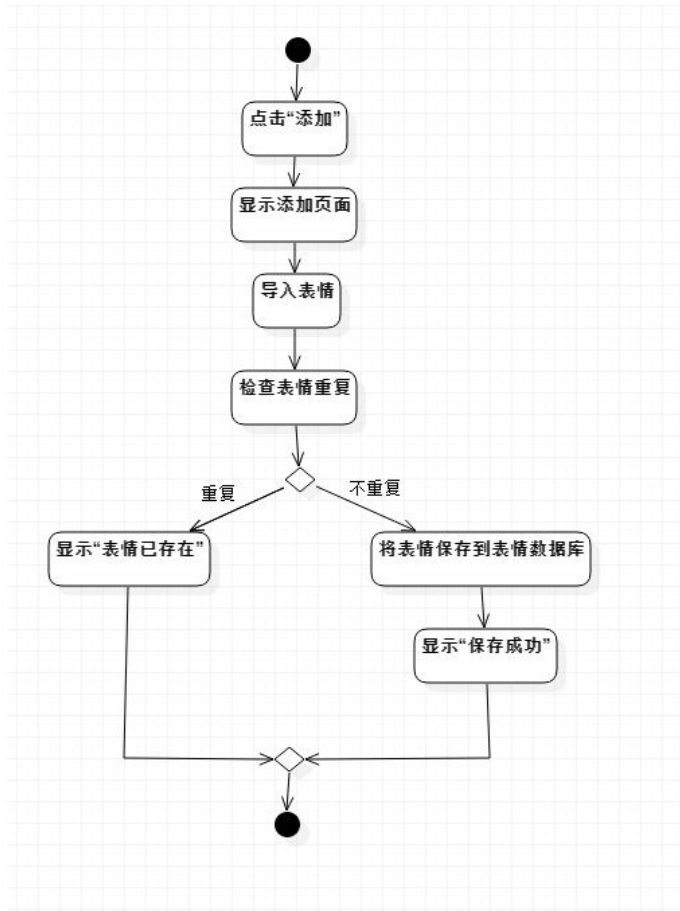 点击“添加”
显示添加页面
导入表情
检查表情重复
重复
不重复
显示“表情已存在”
将表情保存到表情数据库
显示“保存成功”